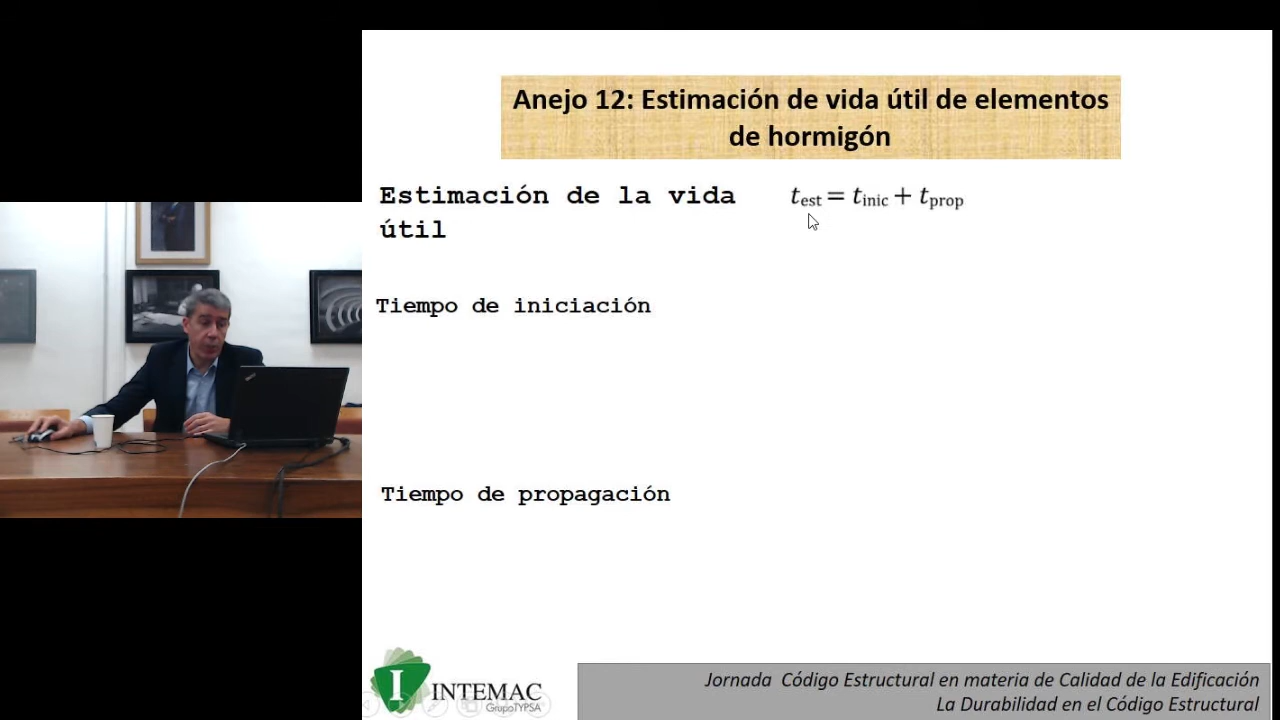 Anejo 12: Estimación de vida útil de elementos
de hormigón
Estimación de la vida
útil
t_est = t_inic + t_prop
Tiempo de iniciación
Tiempo de propagación
I INTEMAC
GrupoTYPSA
Jornada Código Estructural en materia de Calidad de la Edificación
La Durabilidad en el Código Estructural